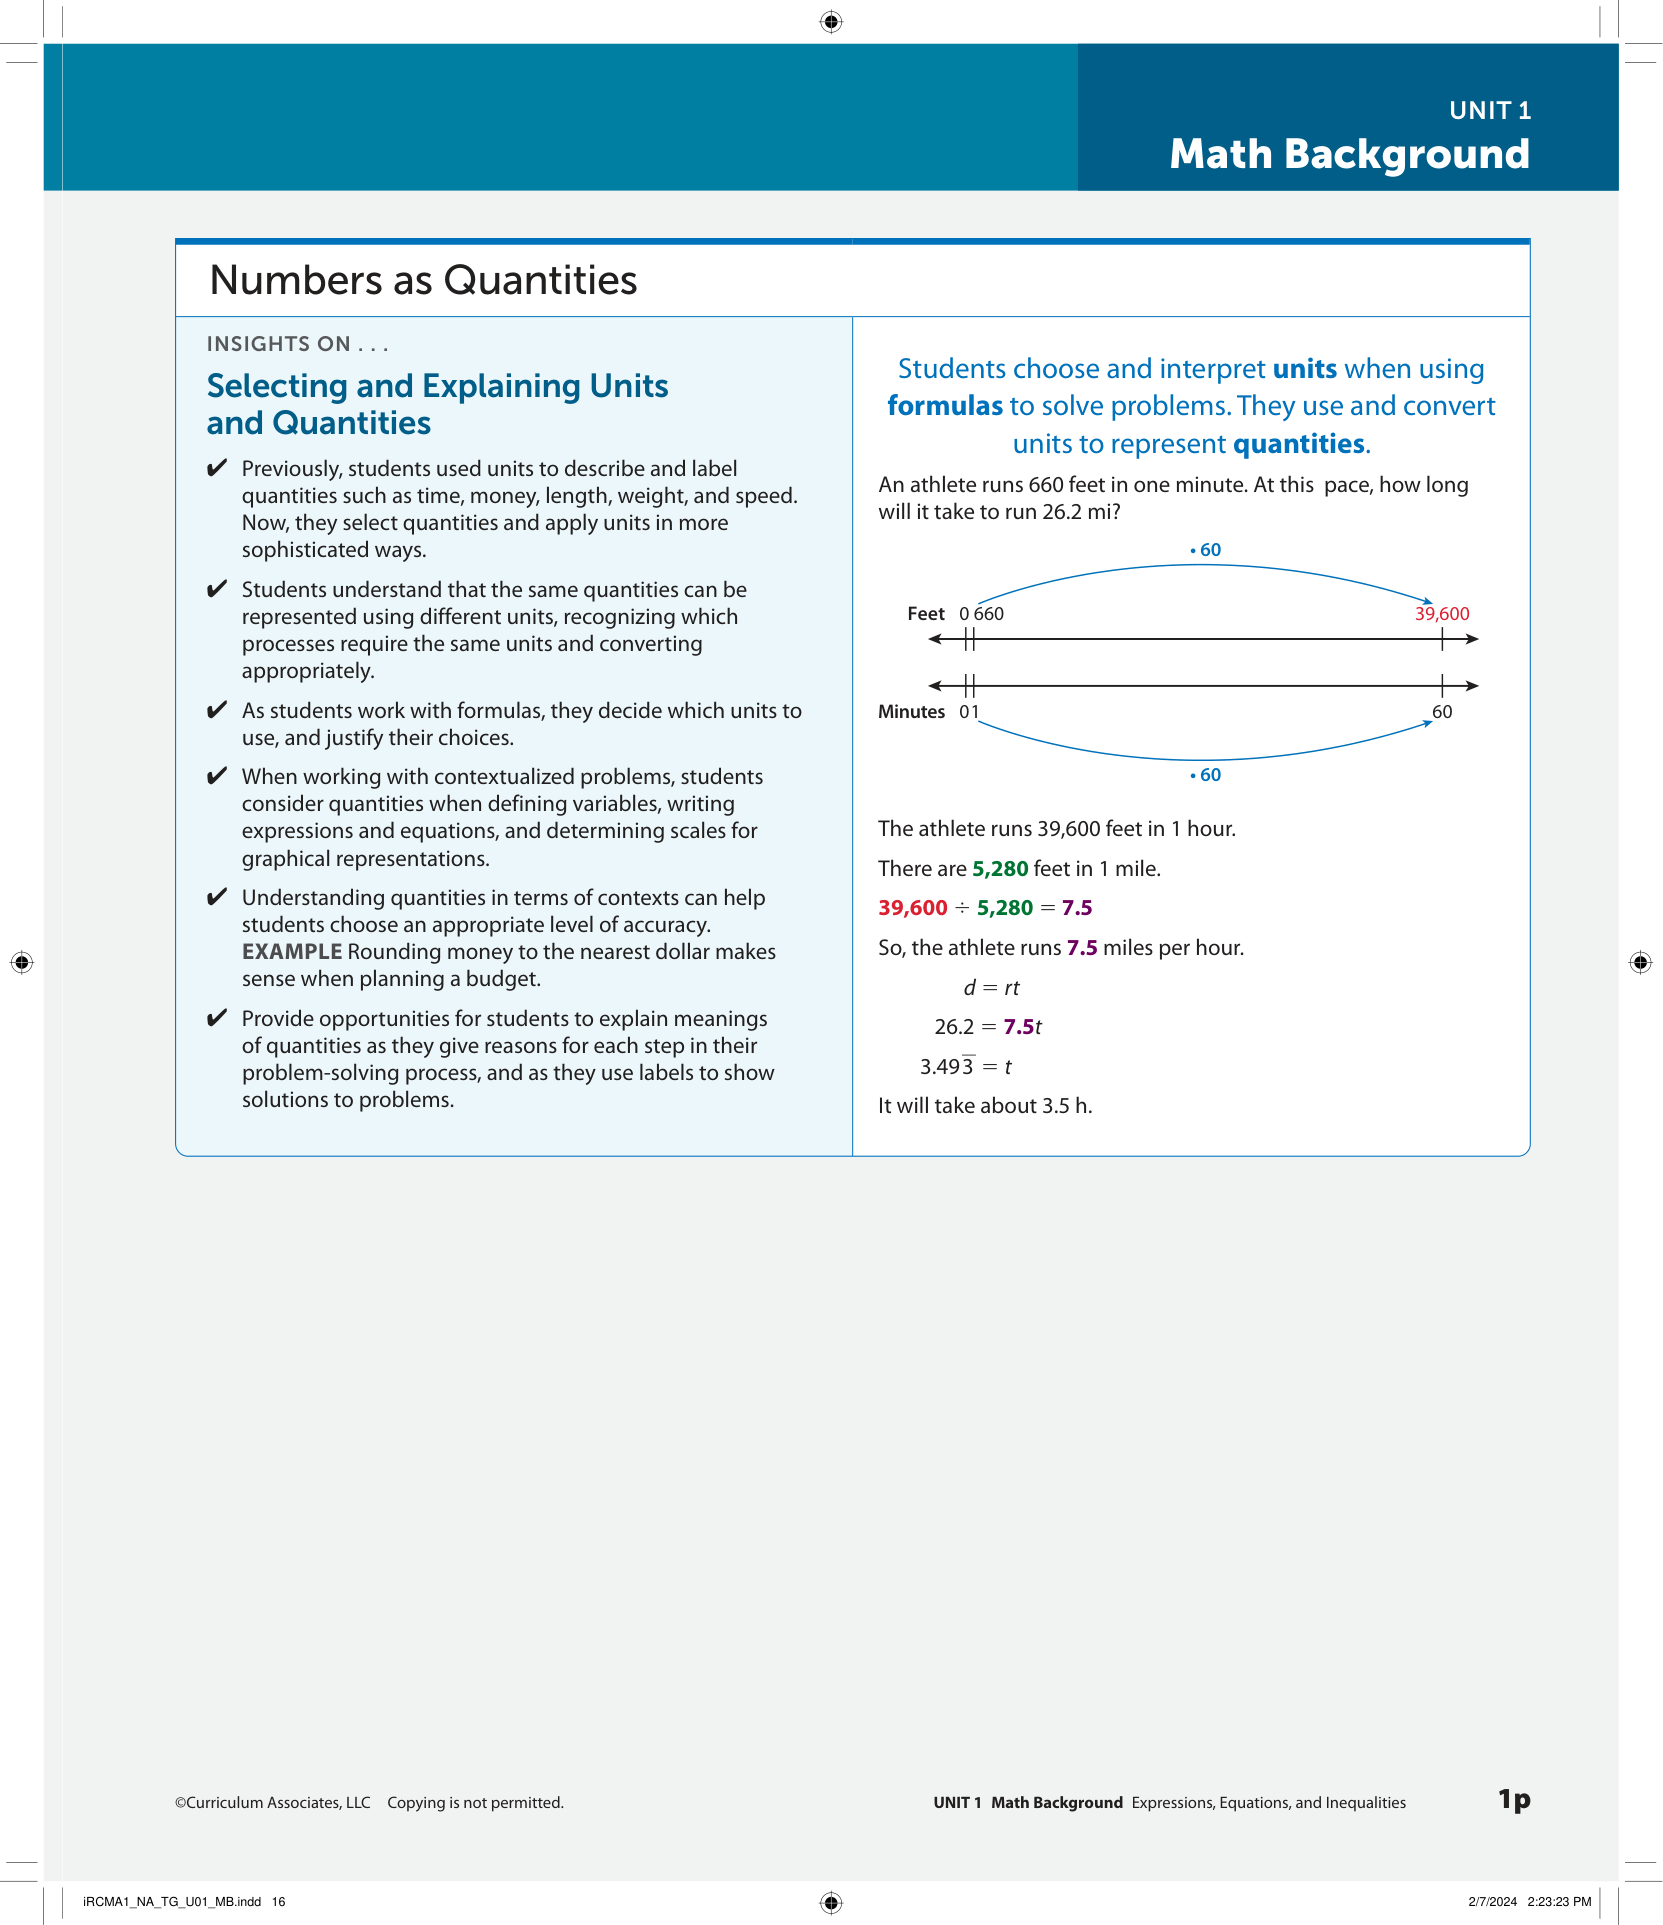 UNIT 1
Math Background
Numbers as Quantities
INSIGHTS ON . . .
Selecting and Explaining Units
and Quantities
✔ Previously, students used units to describe and label
quantities such as time, money, length, weight, and speed.
Now, they select quantities and apply units in more
sophisticated ways.
✔ Students understand that the same quantities can be
represented using different units, recognizing which
processes require the same units and converting
appropriately.
✔ As students work with formulas, they decide which units to
use, and justify their choices.
✔ When working with contextualized problems, students
consider quantities when defining variables, writing
expressions and equations, and determining scales for
graphical representations.
✔ Understanding quantities in terms of contexts can help
students choose an appropriate level of accuracy.
EXAMPLE Rounding money to the nearest dollar makes
sense when planning a budget.
✔ Provide opportunities for students to explain meanings
of quantities as they give reasons for each step in their
problem-solving process, and as they use labels to show
solutions to problems.
Students choose and interpret units when using
formulas to solve problems. They use and convert
units to represent quantities.
An athlete runs 660 feet in one minute. At this pace, how long
will it take to run 26.2 mi?
• 60
Feet 0 660 39,600
Minutes 0 1 60
• 60
The athlete runs 39,600 feet in 1 hour.
There are 5,280 feet in 1 mile.
39,600 ÷ 5,280 = 7.5
So, the athlete runs 7.5 miles per hour.
d = rt
26.2 = 7.5t
3.493̅ = t
It will take about 3.5 h.
©Curriculum Associates, LLC Copying is not permitted.
UNIT 1 Math Background Expressions, Equations, and Inequalities
1p
iRCMA1_NA_TG_U01_MB.indd 16
2/7/2024 2:23:23 PM